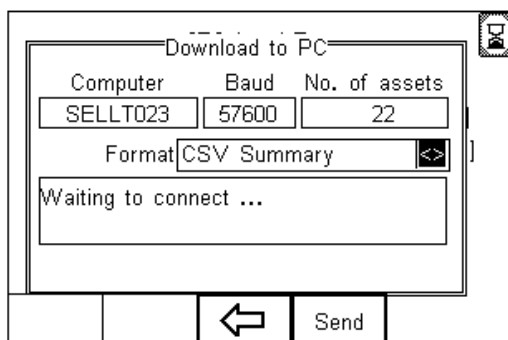 Download to PC
Computer Baud No. of assets
SELLT023 57600 22
Format CSV Summary <>
Waiting to connect ...
Send